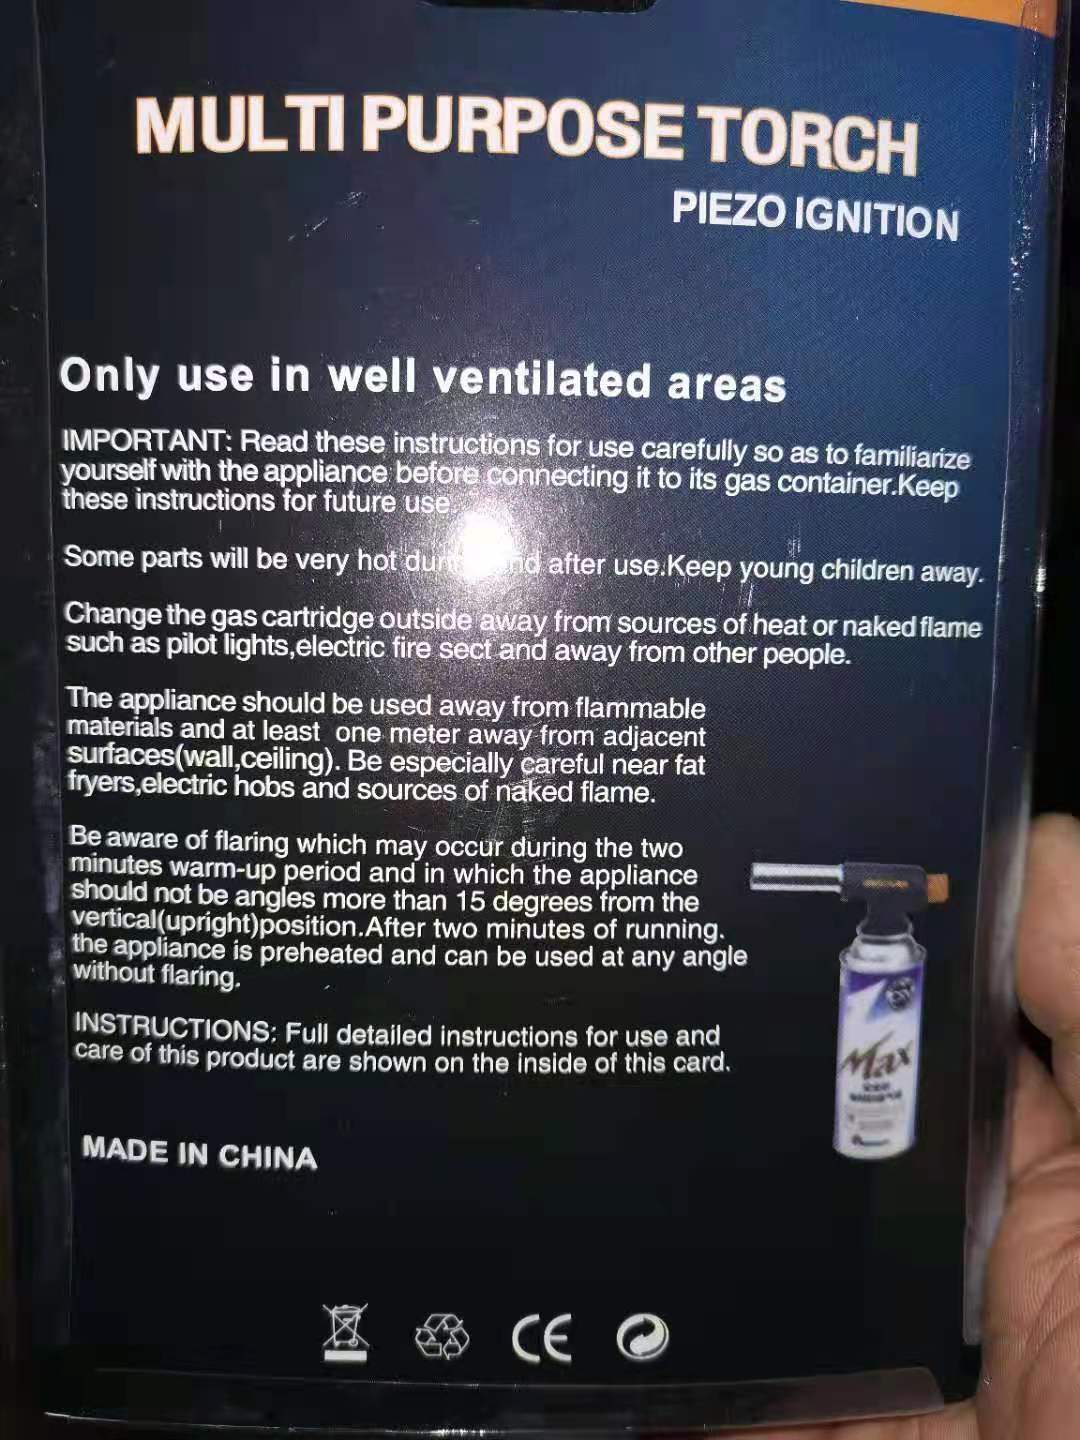 MULTI PURPOSE TORCH
PIEZO IGNITION
Only use in well ventilated areas
IMPORTANT: Read these instructions for use carefully so as to familiarize
yourself with the appliance before connecting it to its gas container.Keep
these instructions for future use.
Some parts will be very hot after use.Keep young children away.
Change the gas cartridge outside away from sources of heat or naked flame
such as pilot lights,electric fire sect and away from other people.
The appliance should be used away from flammable
materials and at least one meter away from adjacent
surfaces(wall,ceiling). Be especially careful near fat
fryers,electric hobs and sources of naked flame.
Be aware of flaring which may occur during the two
minutes warm-up period and in which the appliance
should not be angles more than 15 degrees from the
vertical(upright)position.After two minutes of running.
the appliance is preheated and can be used at any angle
without flaring.
INSTRUCTIONS: Full detailed instructions for use and
care of this product are shown on the inside of this card.
Max
MADE IN CHINA
CE